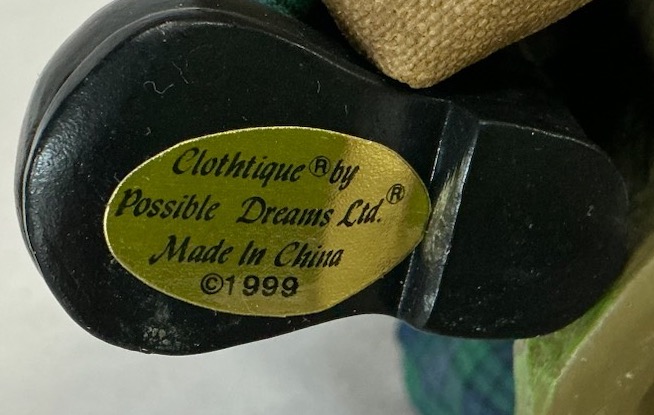 Clothtique® by
Possible Dreams Ltd.®
Made In China
©1999